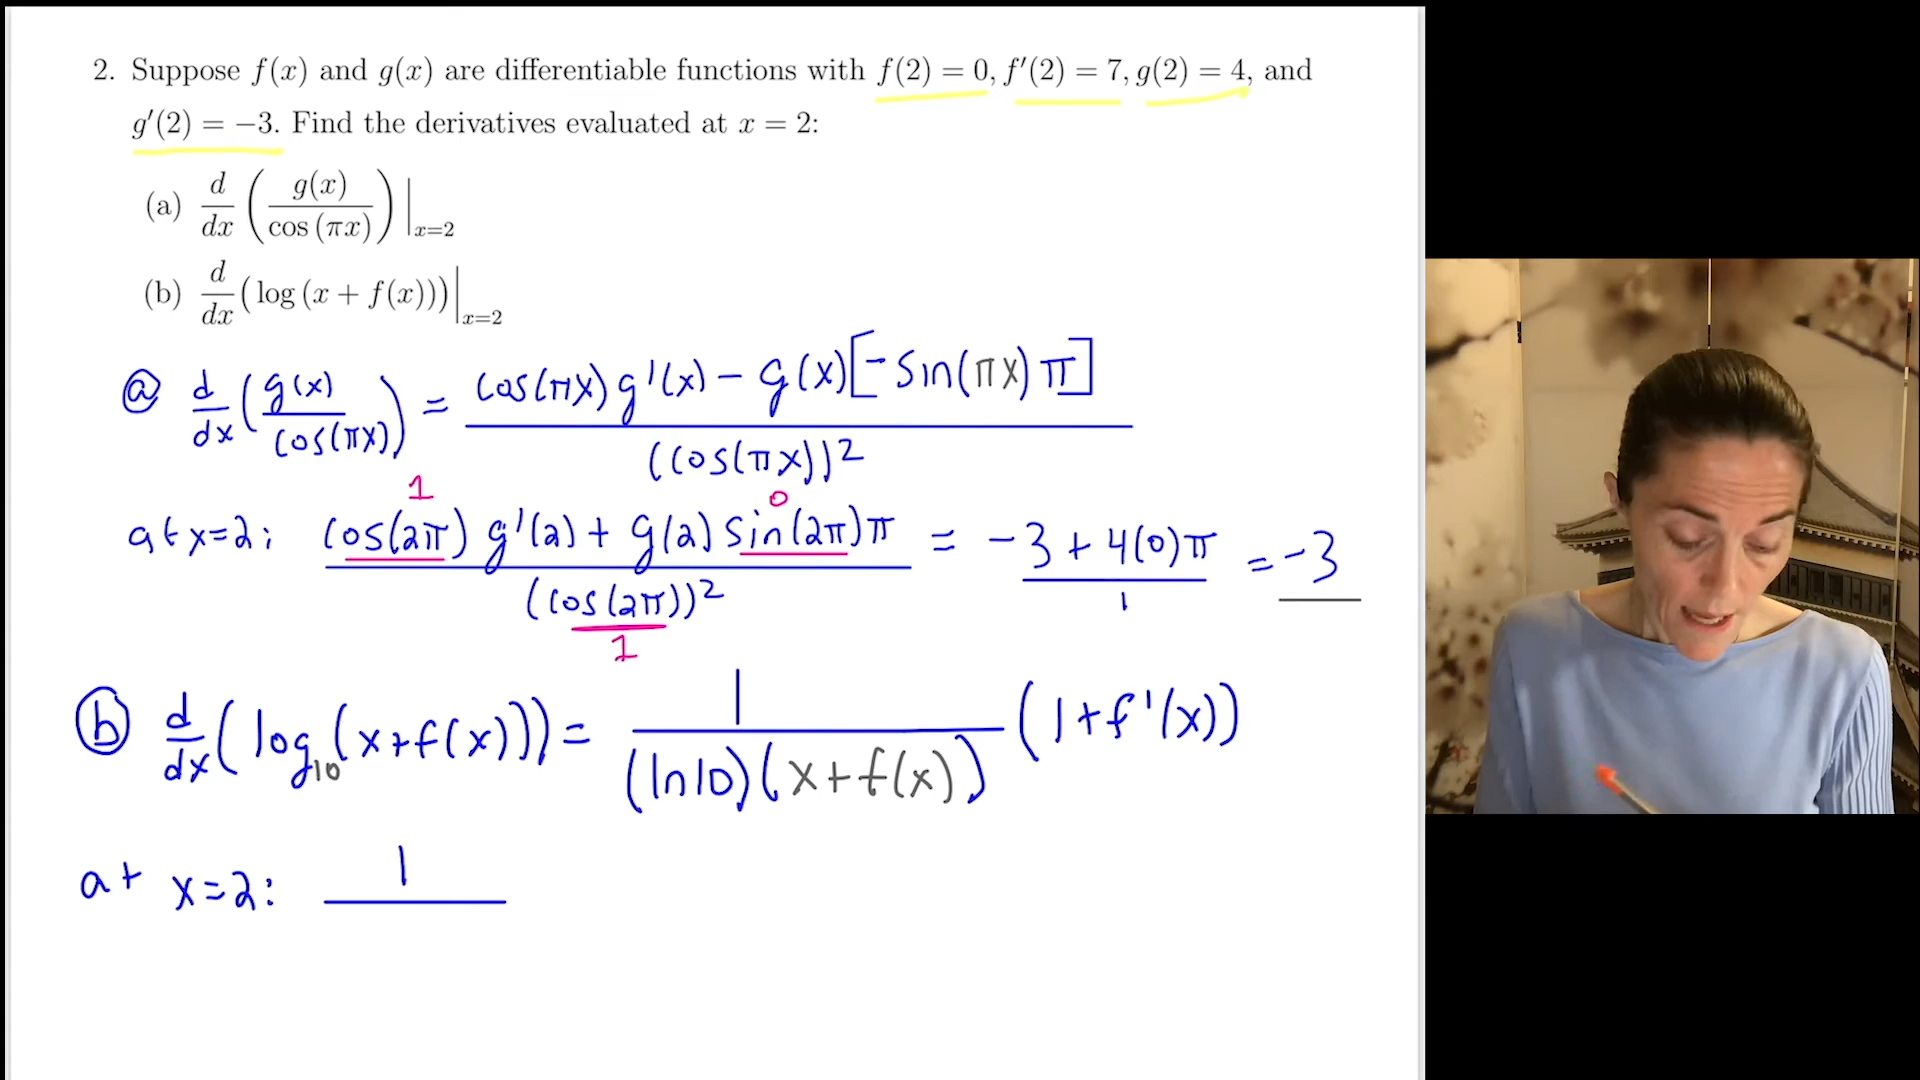 2. Suppose f(x) and g(x) are differentiable functions with f(2) = 0, f′(2) = 7, g(2) = 4, and
g′(2) = −3. Find the derivatives evaluated at x = 2:
(a) d/dx (g(x)/cos (πx))|x=2
(b) d/dx (log (x + f(x)))|x=2
ⓐ d/dx (g(x)/cos(πx)) = (cos(πx) g'(x) − g(x)[−sin(πx) π])/((cos(πx))²)
1 0
at x=2: (cos(2π) g'(2) + g(2) sin(2π)π)/((cos(2π))²) = (−3 + 4(0)π)/1 = −3
1
ⓑ d/dx (log₁₀(x+f(x))) = 1/((ln10)(x+f(x))) (1+f'(x))
at x=2: 1